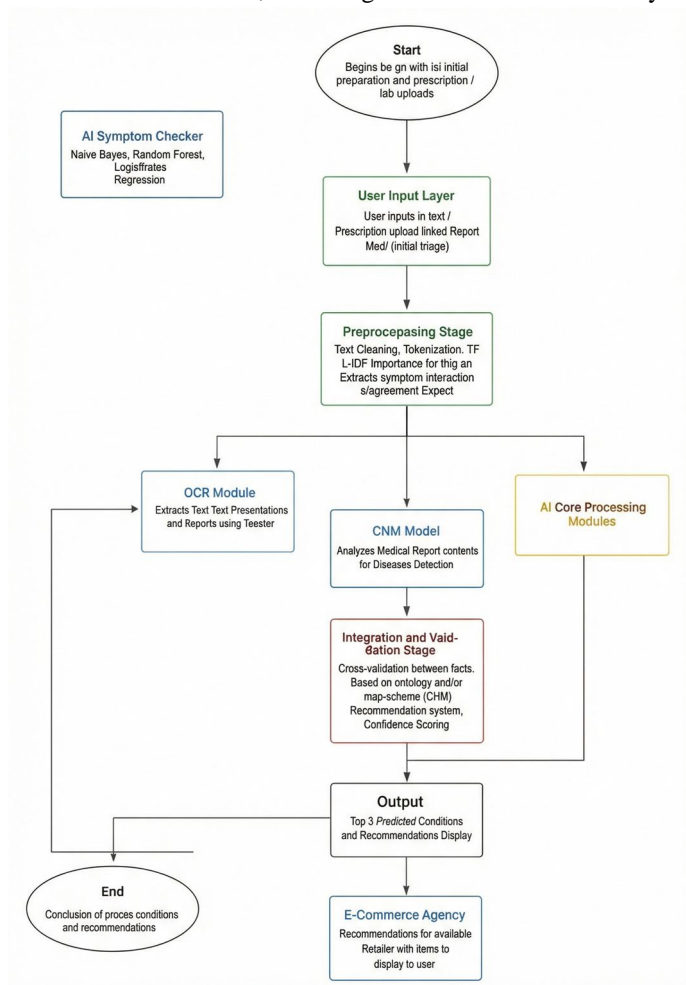 Start
Begins be gn with isi initial
preparation and prescription /
lab uploads
AI Symptom Checker
Naive Bayes, Random Forest,
Logisffrates
Regression
User Input Layer
User inputs in text /
Prescription upload linked Report
Med/ (initial triage)
Preprocepasing Stage
Text Cleaning, Tokenization. TF
L-IDF Importance for thig an
Extracts symptom interaction
s/agreement Expect
OCR Module
Extracts Text Text Presentations
and Reports using Teester
CNM Model
Analyzes Medical Report contents
for Diseases Detection
AI Core Processing
Modules
Integration and Vaid-
Bation Stage
Cross-validation between facts.
Based on ontology and/or
map-scheme (CHM)
Recommendation system,
Confidence Scoring
Output
Top 3 Predicted Conditions
and Recommendations Display
End
Conclusion of proces conditions
and recommendations
E-Commerce Agency
Recommendations for available
Retailer with items to
display to user